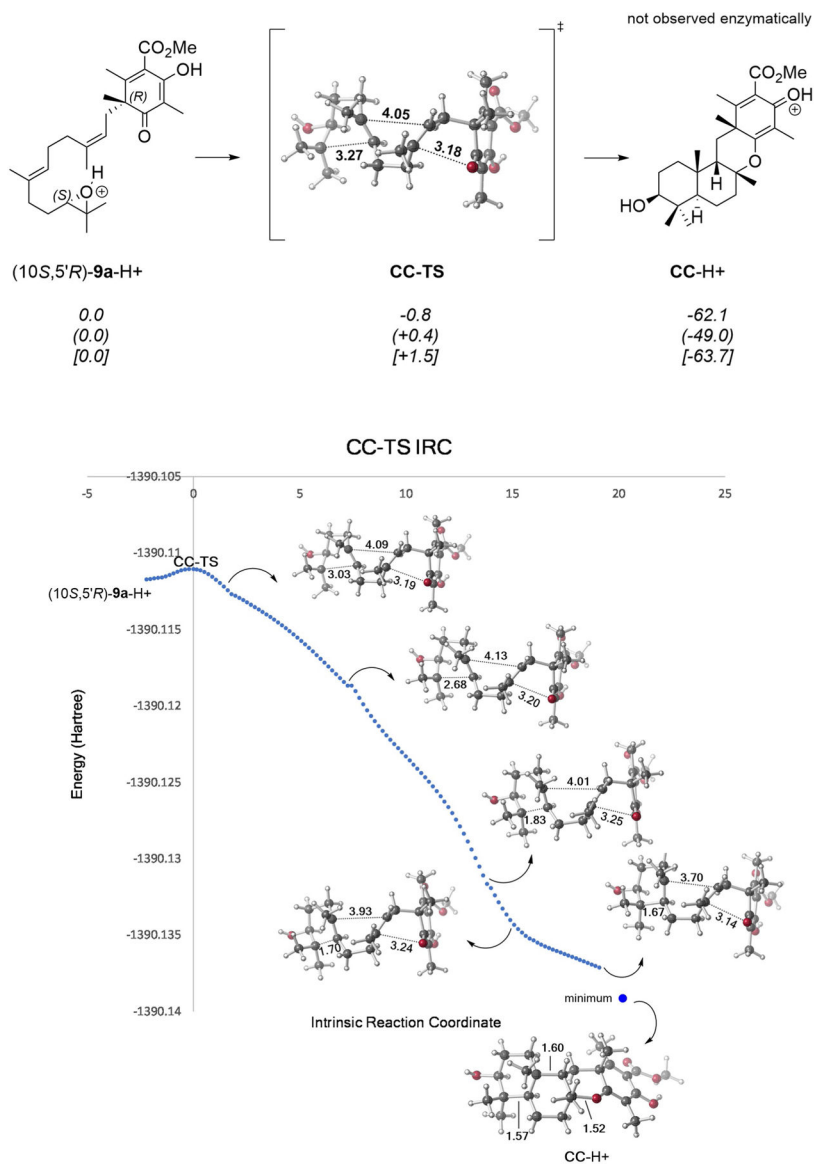 not observed enzymatically
‡
CO2Me
OH
(R)
O
H
(S)
O
+
4.05
3.27
3.18
CO2Me
OH
+
H
O
HO
H
(10S,5'R)-9a-H+
CC-TS
CC-H+
0.0
-0.8
-62.1
(0.0)
(+0.4)
(-49.0)
[0.0]
[+1.5]
[-63.7]
CC-TS IRC
-1390.105
-5
0
5
10
15
20
25
-1390.11
CC-TS
(10S,5'R)-9a-H+
4.09
3.03
3.19
-1390.115
4.13
2.68
3.20
-1390.12
Energy (Hartree)
-1390.125
4.01
1.83
3.25
-1390.13
3.70
1.67
3.14
3.93
1.70
3.24
-1390.135
minimum
-1390.14
Intrinsic Reaction Coordinate
1.60
1.57
1.52
CC-H+